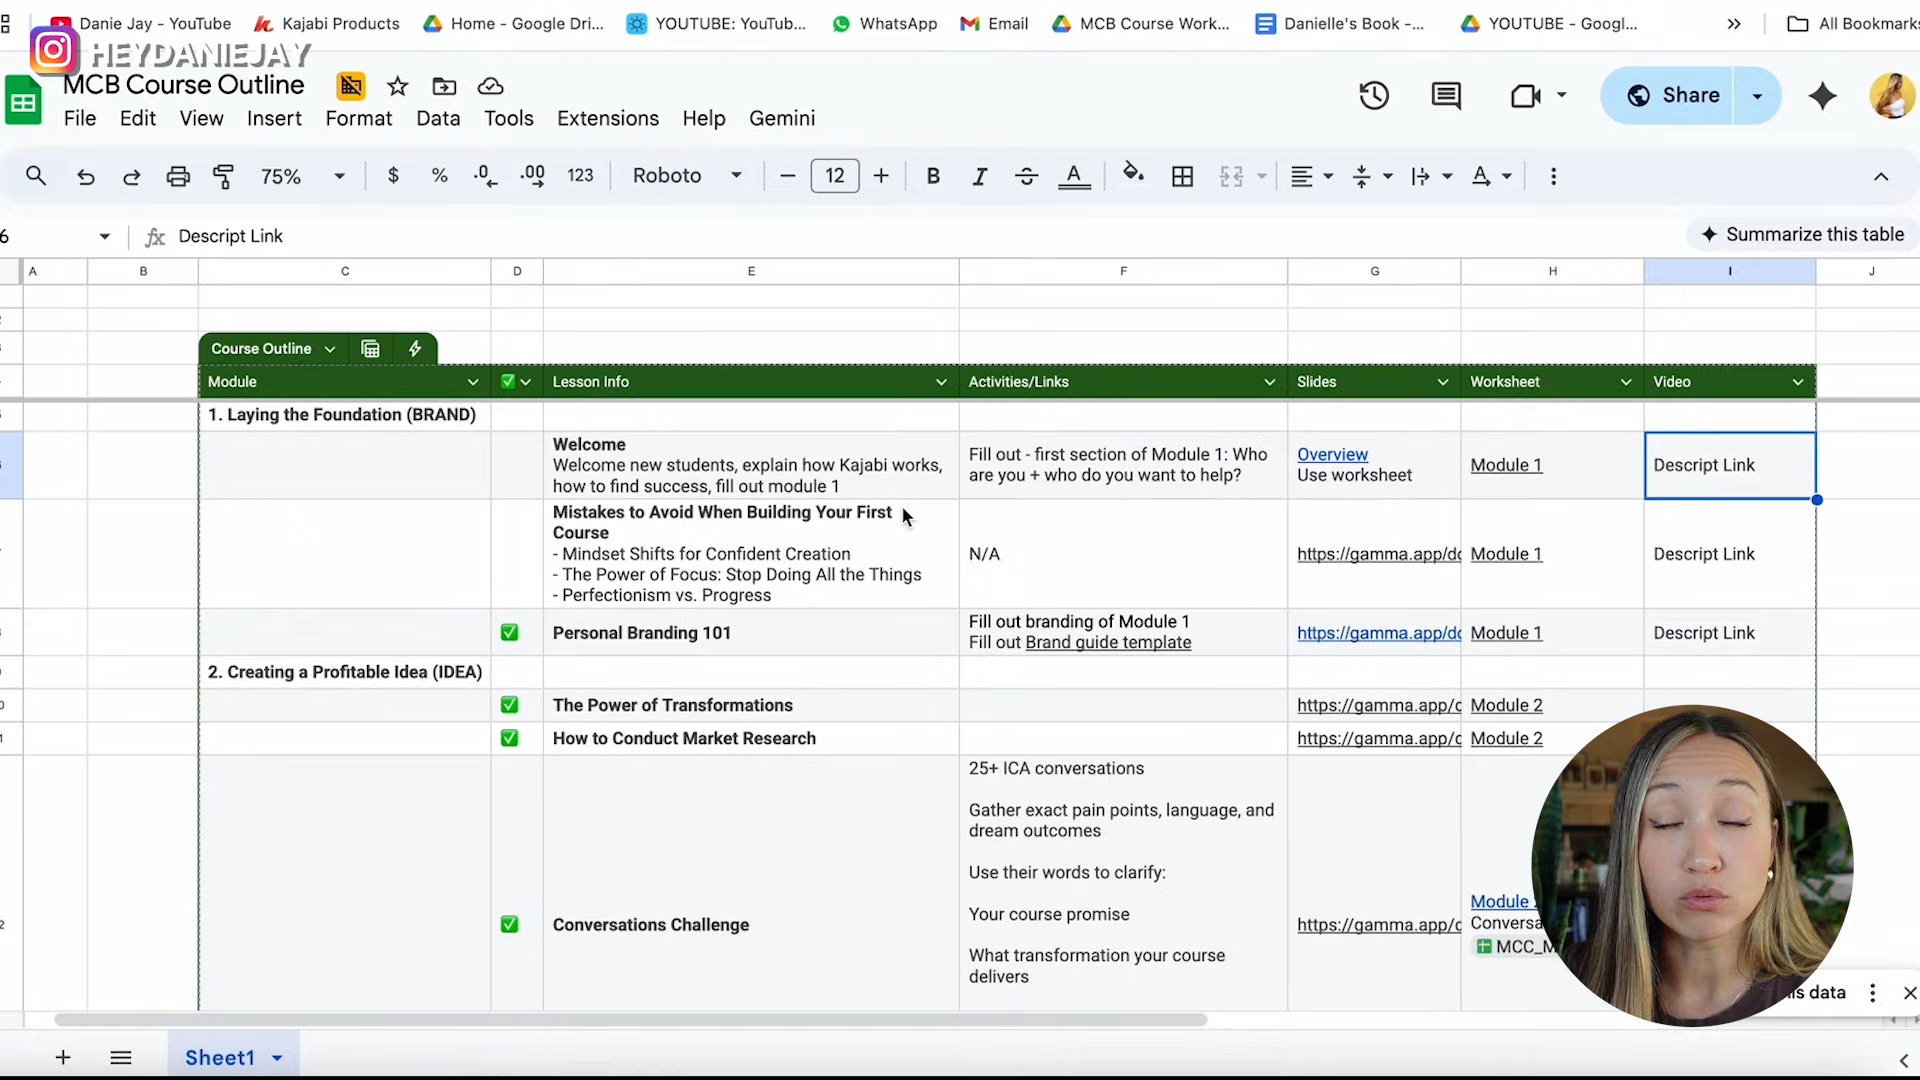 Danie Jay - YouTube
Kajabi Products
Home - Google Dri...
YOUTUBE: YouTub...
WhatsApp
Email
MCB Course Work...
Danielle's Book -...
YOUTUBE - Googl...
All Bookmarks
HEYDANIEJAY
MCB Course Outline
Share
File Edit View Insert Format Data Tools Extensions Help Gemini
75% $ % .0 .00 123 Roboto 12 B I A
6 fx Descript Link
Summarize this table
A B C D E F G H I J
Course Outline
Module ✅ Lesson Info Activities/Links Slides Worksheet Video
1. Laying the Foundation (BRAND)
Welcome
Welcome new students, explain how Kajabi works,
how to find success, fill out module 1
Fill out - first section of Module 1: Who
are you + who do you want to help?
Overview
Use worksheet
Module 1
Descript Link
Mistakes to Avoid When Building Your First
Course
- Mindset Shifts for Confident Creation
- The Power of Focus: Stop Doing All the Things
- Perfectionism vs. Progress
N/A
https://gamma.app/do
Module 1
Descript Link
✅ Personal Branding 101
Fill out branding of Module 1
Fill out Brand guide template
https://gamma.app/do
Module 1
Descript Link
2. Creating a Profitable Idea (IDEA)
✅ The Power of Transformations
https://gamma.app/d
Module 2
✅ How to Conduct Market Research
https://gamma.app/d
Module 2
✅ Conversations Challenge
25+ ICA conversations
Gather exact pain points, language, and
dream outcomes
Use their words to clarify:
Your course promise
What transformation your course
delivers
https://gamma.app/d
Module
Conversa
MCC_M
is data
Sheet1